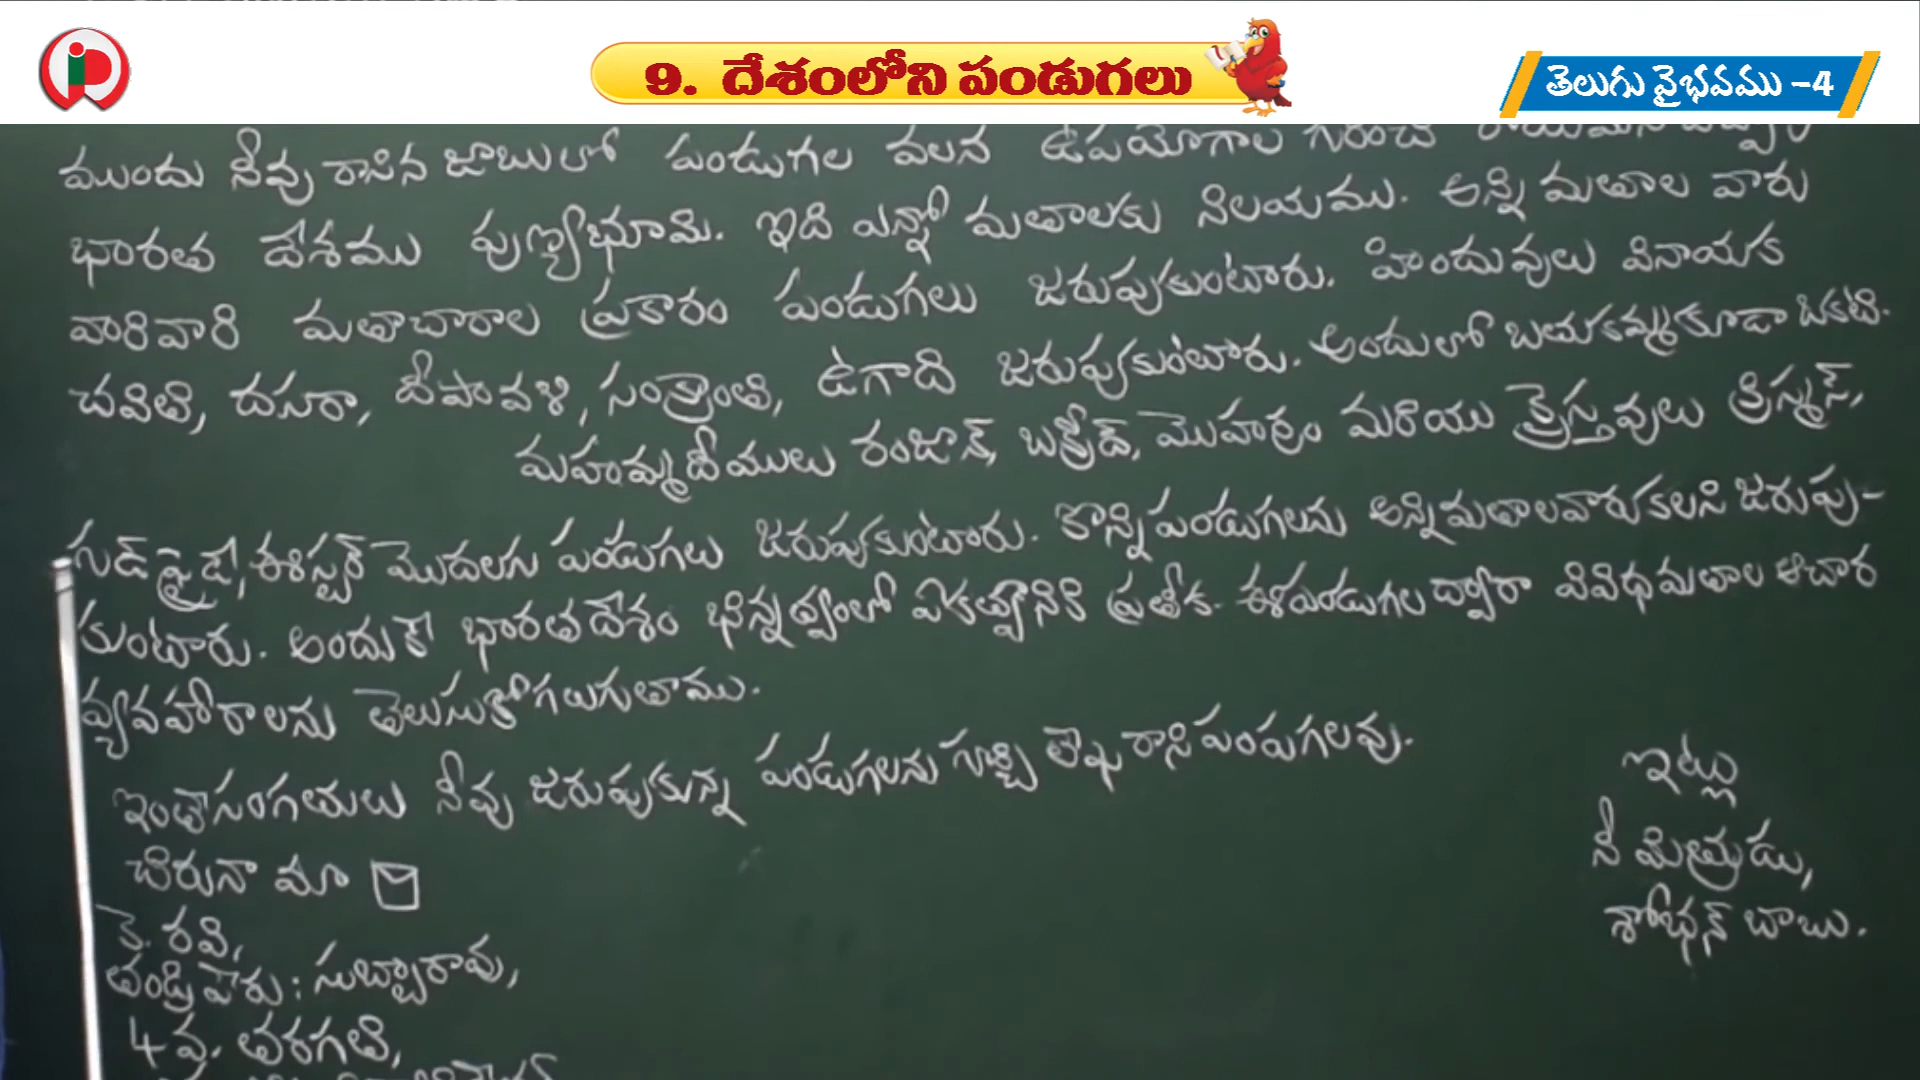 9. దేశంలోని పండుగలు
తెలుగు వైభవము -4
ముందు నీవు రాసిన జాబులో పండుగల వలన ఉపయోగాల గురించి
భారత దేశము పుణ్యభూమి. ఇది ఎన్నో మతాలకు నిలయము. అన్ని మతాల వారు
వారివారి మతాచారాల ప్రకారం పండుగలు జరుపుకుంటారు. హిందువులు వినాయక
చవితి, దసరా, దీపావళి, సంక్రాంతి, ఉగాది జరుపుకుంటారు. అందులో బతుకమ్మకూడా ఒకటి.
మహమ్మదీములు రంజాన్, బక్రీద్, మొహర్రం మరియు క్రైస్తవులు క్రిస్మస్,
గుడ్ ఫ్రైడే, ఈస్టర్ మొదలగు పండుగలు జరుపుకుంటారు. కొన్ని పండుగలను అన్ని మతాలవారు కలసి జరుపు-
కుంటారు. అందుకే భారతదేశం భిన్నత్వంలో ఏకత్వానికి ప్రతీక. ఈ పండుగల ద్వారా వివిధ మతాల ఆచార
వ్యవహారాలను తెలుసుకోగలుగుతాము.
ఇంతే సంగతులు నీవు జరుపుకున్న పండుగలను గుర్చి లేఖ రాసి పంపగలవు.
ఇట్లు
నీ మిత్రుడు,
శోభన్ బాబు.
చిరునామా
కె. రవి,
తండ్రి పేరు : సుబ్బారావు,
4వ. తరగతి,